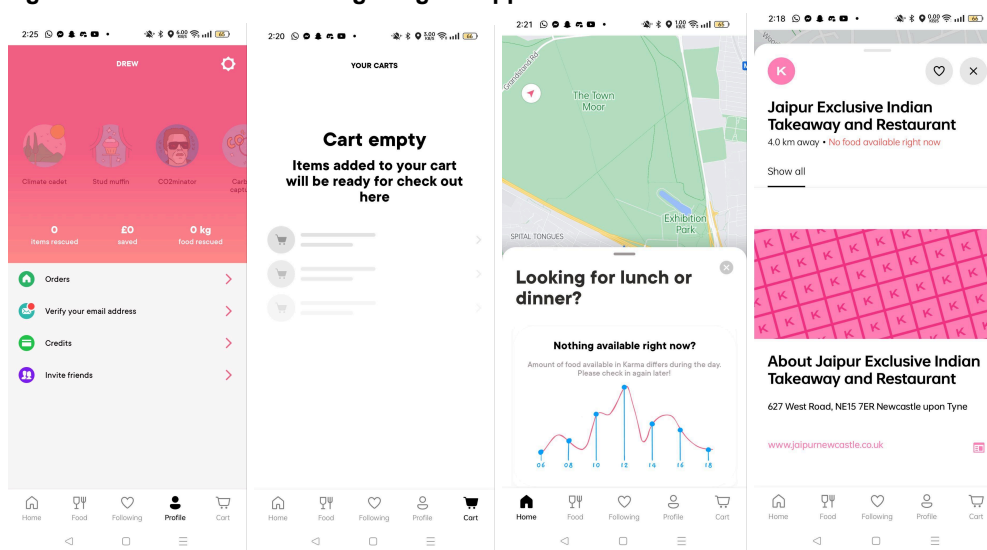 2:25
65
DREW
Climate cadet
Stud muffin
CO2minator
0
items rescued
£0
saved
0 kg
food rescued
Orders
Verify your email address
Credits
Invite friends
Home
Food
Following
Profile
Cart
2:20
66
YOUR CARTS
Cart empty
Items added to your cart
will be ready for check out
here
Home
Food
Following
Profile
Cart
2:21
65
Grandstand Rd
The Town
Moor
Exhibition
Park
SPITAL TONGUES
Looking for lunch or
dinner?
Nothing available right now?
Amount of food available in Karma differs during the day.
Please check in again later!
06 08 10 12 14 16 18
Home
Food
Following
Profile
Cart
2:18
66
K
Jaipur Exclusive Indian
Takeaway and Restaurant
4.0 km away • No food available right now
Show all
About Jaipur Exclusive Indian
Takeaway and Restaurant
627 West Road, NE15 7ER Newcastle upon Tyne
www.jaipurnewcastle.co.uk
Home
Food
Following
Profile
Cart